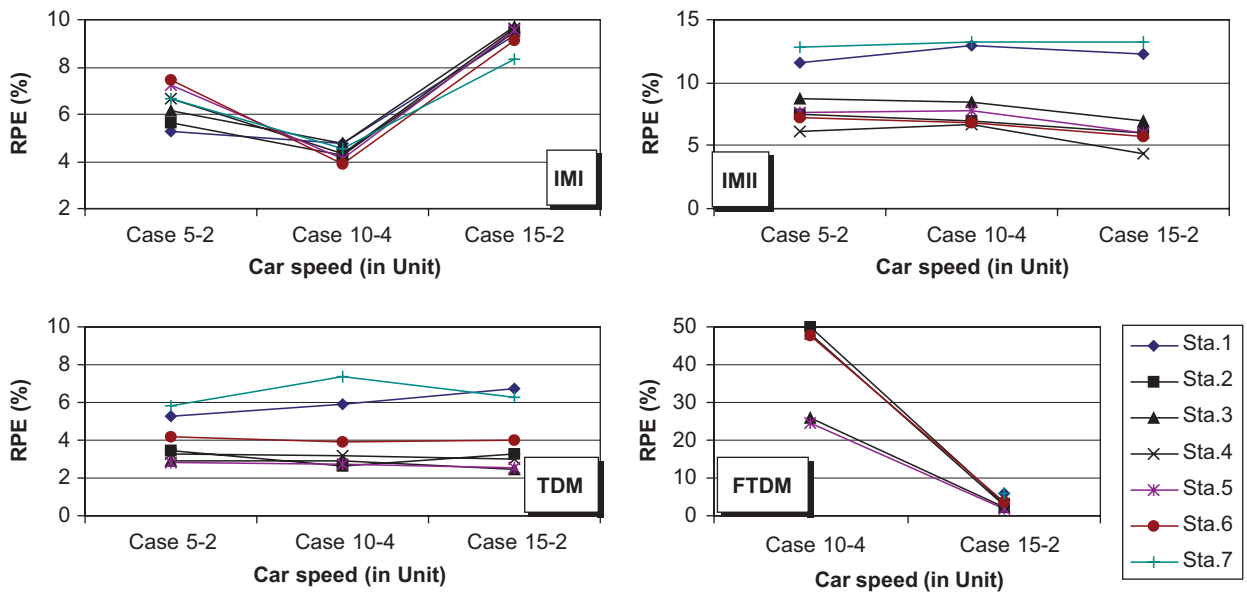 10
8
6
4
2
RPE (%)
IMI
Case 5-2 Case 10-4 Case 15-2
Car speed (in Unit)
15
10
5
0
RPE (%)
IMII
Case 5-2 Case 10-4 Case 15-2
Car speed (in Unit)
10
8
6
4
2
0
RPE (%)
TDM
Case 5-2 Case 10-4 Case 15-2
Car speed (in Unit)
50
40
30
20
10
0
RPE (%)
FTDM
Case 10-4 Case 15-2
Car speed (in Unit)
Sta.1
Sta.2
Sta.3
Sta.4
Sta.5
Sta.6
Sta.7